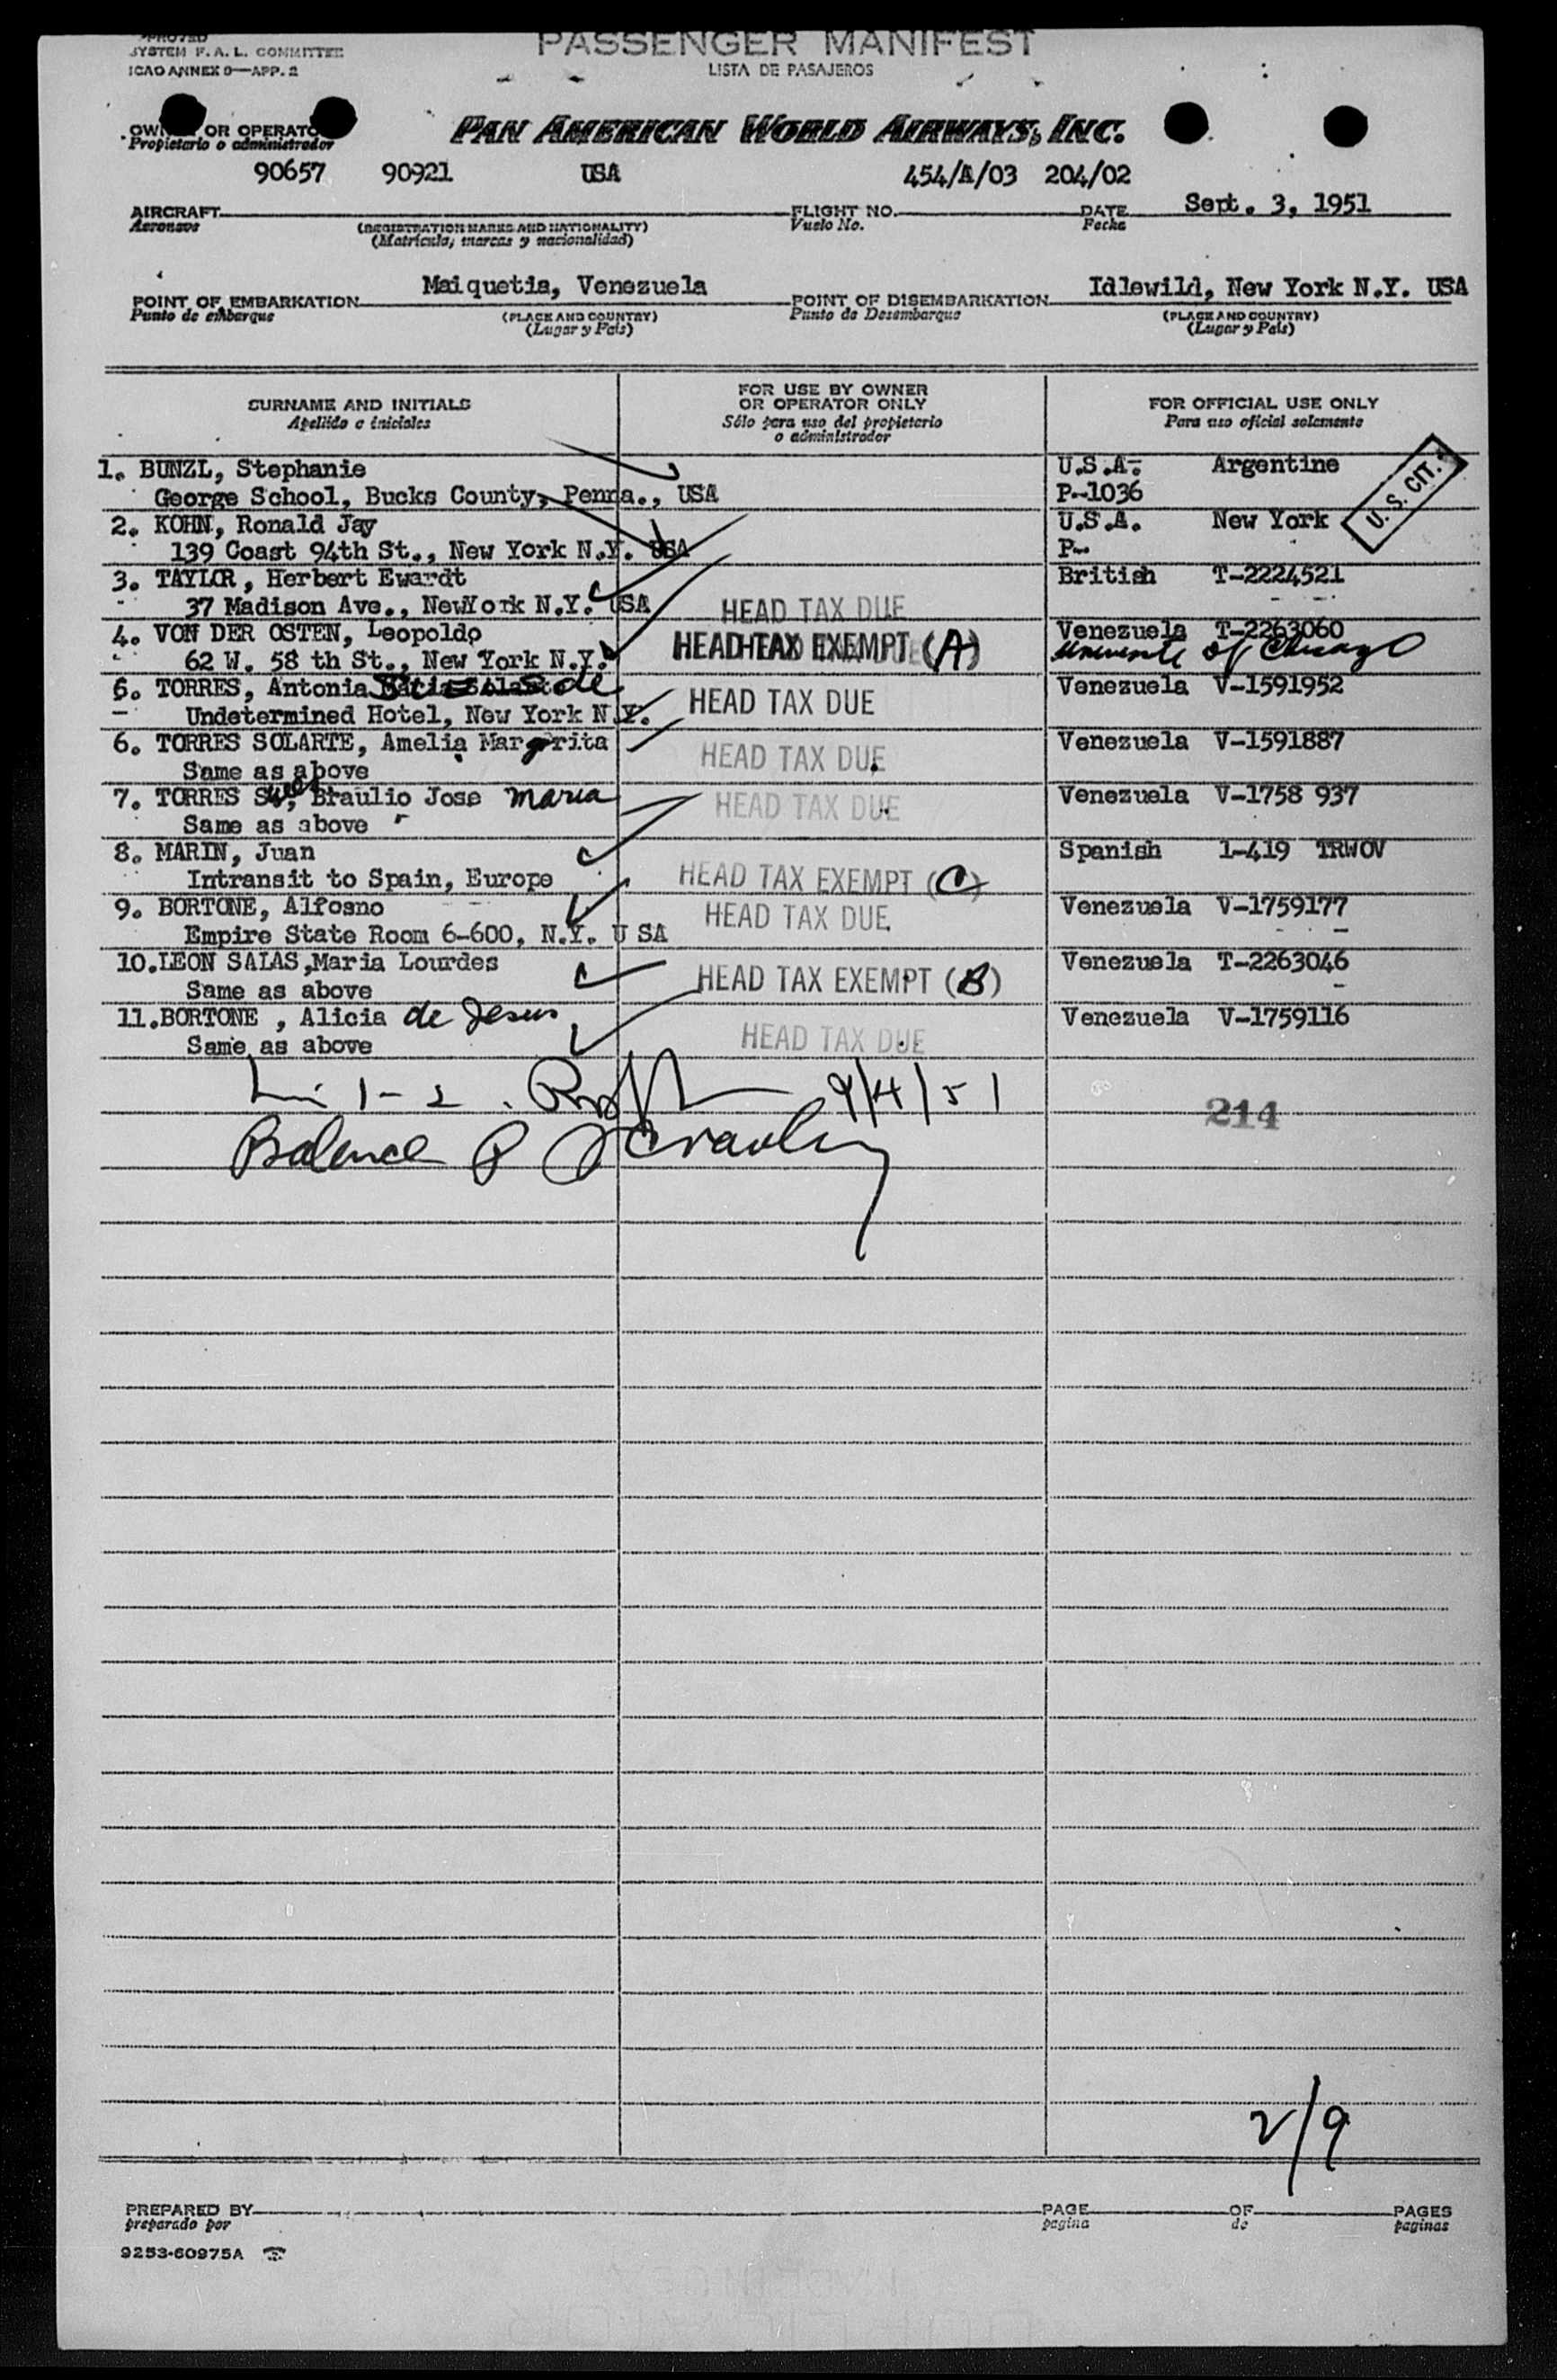 SYSTEM F. A. L. COMMITTEE
ICAO ANNEX 9—APP. 2
PASSENGER MANIFEST
LISTA DE PASAJEROS
OR OPERATO
Propietario o administrador
PAN AMERICAN WORLD AIRWAYS, INC.
90657 90921 USA 454/A/03 204/02
AIRCRAFT FLIGHT NO. DATE Sept. 3, 1951
Aeronave (REGISTRATION MARKS AND NATIONALITY) Vuelo No. Fecha
(Matricula, marcas y nacionalidad)
Maiquetia, Venezuela Idlewild, New York N.Y. USA
POINT OF EMBARKATION POINT OF DISEMBARKATION
Punto de embarque (PLACE AND COUNTRY) Punto de Desembarque (PLACE AND COUNTRY)
(Lugar y País) (Lugar y País)
SURNAME AND INITIALS FOR USE BY OWNER OR OPERATOR ONLY FOR OFFICIAL USE ONLY
Apellido e iniciales Sólo para uso del propietario o administrador Para uso oficial solamente
1. BUNZL, Stephanie U.S.A. Argentine
George School, Bucks County, Penna., USA P-1036
U.S. CIT.
2. KOHN, Ronald Jay U.S.A. New York
139 Coast 94th St., New York N.Y. USA P-
3. TAYLOR, Herbert Ewardt British T-2224521
37 Madison Ave., NewYork N.Y. USA HEAD TAX DUE
4. VON DER OSTEN, Leopoldo Venezuela T-2263060
62 W. 58 th St., New York N.Y. HEAD TAX EXEMPT (A) of Chicago
5. TORRES, Antonia de Venezuela V-1591952
Undetermined Hotel, New York N.Y. HEAD TAX DUE
6. TORRES SOLARTE, Amelia Margarita Venezuela V-1591887
Same as above HEAD TAX DUE
7. TORRES Braulio Jose Maria Venezuela V-1758 937
Same as above HEAD TAX DUE
8. MARIN, Juan Spanish 1-419 TRWOV
Intransit to Spain, Europe HEAD TAX EXEMPT (C)
9. BORTONE, Alfosno Venezuela V-1759177
Empire State Room 6-600, N.Y. U SA HEAD TAX DUE
10.LEON SALAS,Maria Lourdes Venezuela T-2263046
Same as above HEAD TAX EXEMPT (B)
11.BORTONE , Alicia de Jesus Venezuela V-1759116
Same as above HEAD TAX DUE
1-2 9/4/51
214
Balance
2/9
PREPARED BY PAGE OF PAGES
preparado por pagina de paginas
9253-60975A